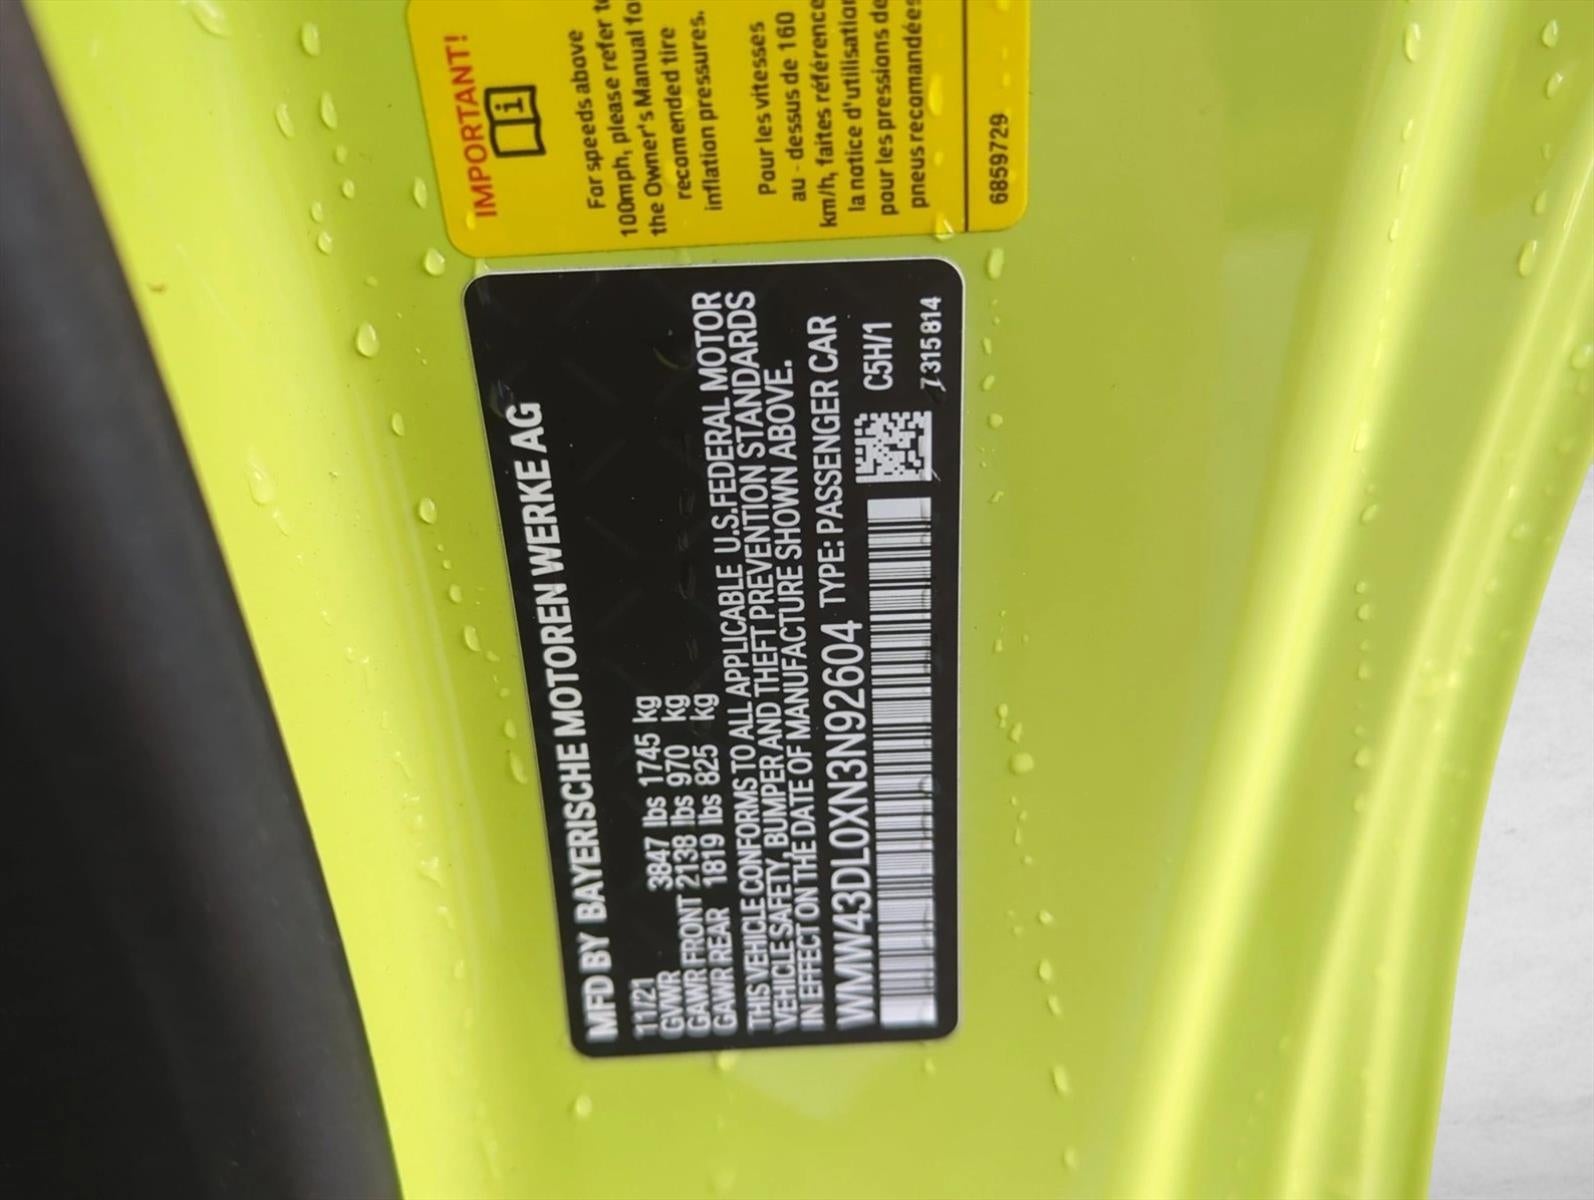 IMPORTANT!
For speeds above
100mph, please refer
the Owner's Manual
recomended tire
inflation pressures.
Pour les vitesses
au - dessus de 160
km/h, faites référence
la notice d'utilisation
pour les pressions de
pneus recomandées
6859729
MFD BY BAYERISCHE MOTOREN WERKE AG
11/21
GVWR 3847 lbs 1745 kg
GAWR FRONT 2138 lbs 970 kg
GAWR REAR 1819 lbs 825 kg
THIS VEHICLE CONFORMS TO ALL APPLICABLE U.S.FEDERAL MOTOR
VEHICLE SAFETY, BUMPER AND THEFT PREVENTION STANDARDS
IN EFFECT ON THE DATE OF MANUFACTURE SHOWN ABOVE.
WMW43DL0XN3N92604 TYPE: PASSENGER CAR
C5H/1
7315814